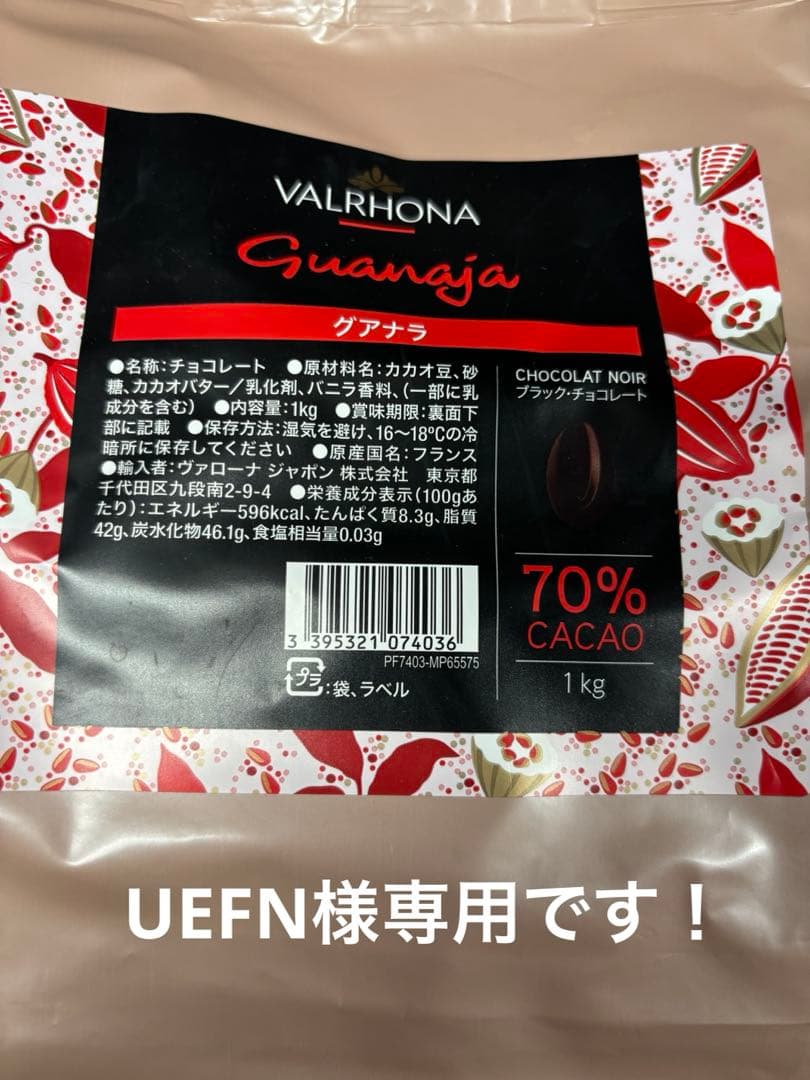 VALRHONA
Guanaja
グアナラ
●名称：チョコレート ●原材料名：カカオ豆、砂
糖、カカオバター／乳化剤、バニラ香料、（一部に乳
成分を含む） ●内容量：1kg ●賞味期限：裏面下
部に記載 ●保存方法：湿気を避け、16〜18℃の冷
暗所に保存してください ●原産国名：フランス
●輸入者：ヴァローナ ジャポン 株式会社 東京都
千代田区九段南2-9-4 ●栄養成分表示（100gあ
たり）：エネルギー596kcal、たんぱく質8.3g、脂質
42g、炭水化物46.1g、食塩相当量0.03g
CHOCOLAT NOIR
ブラック・チョコレート
70%
CACAO
1 kg
3 395321 074036
PF7403-MP65575
プラ：袋、ラベル
UEFN様専用です！